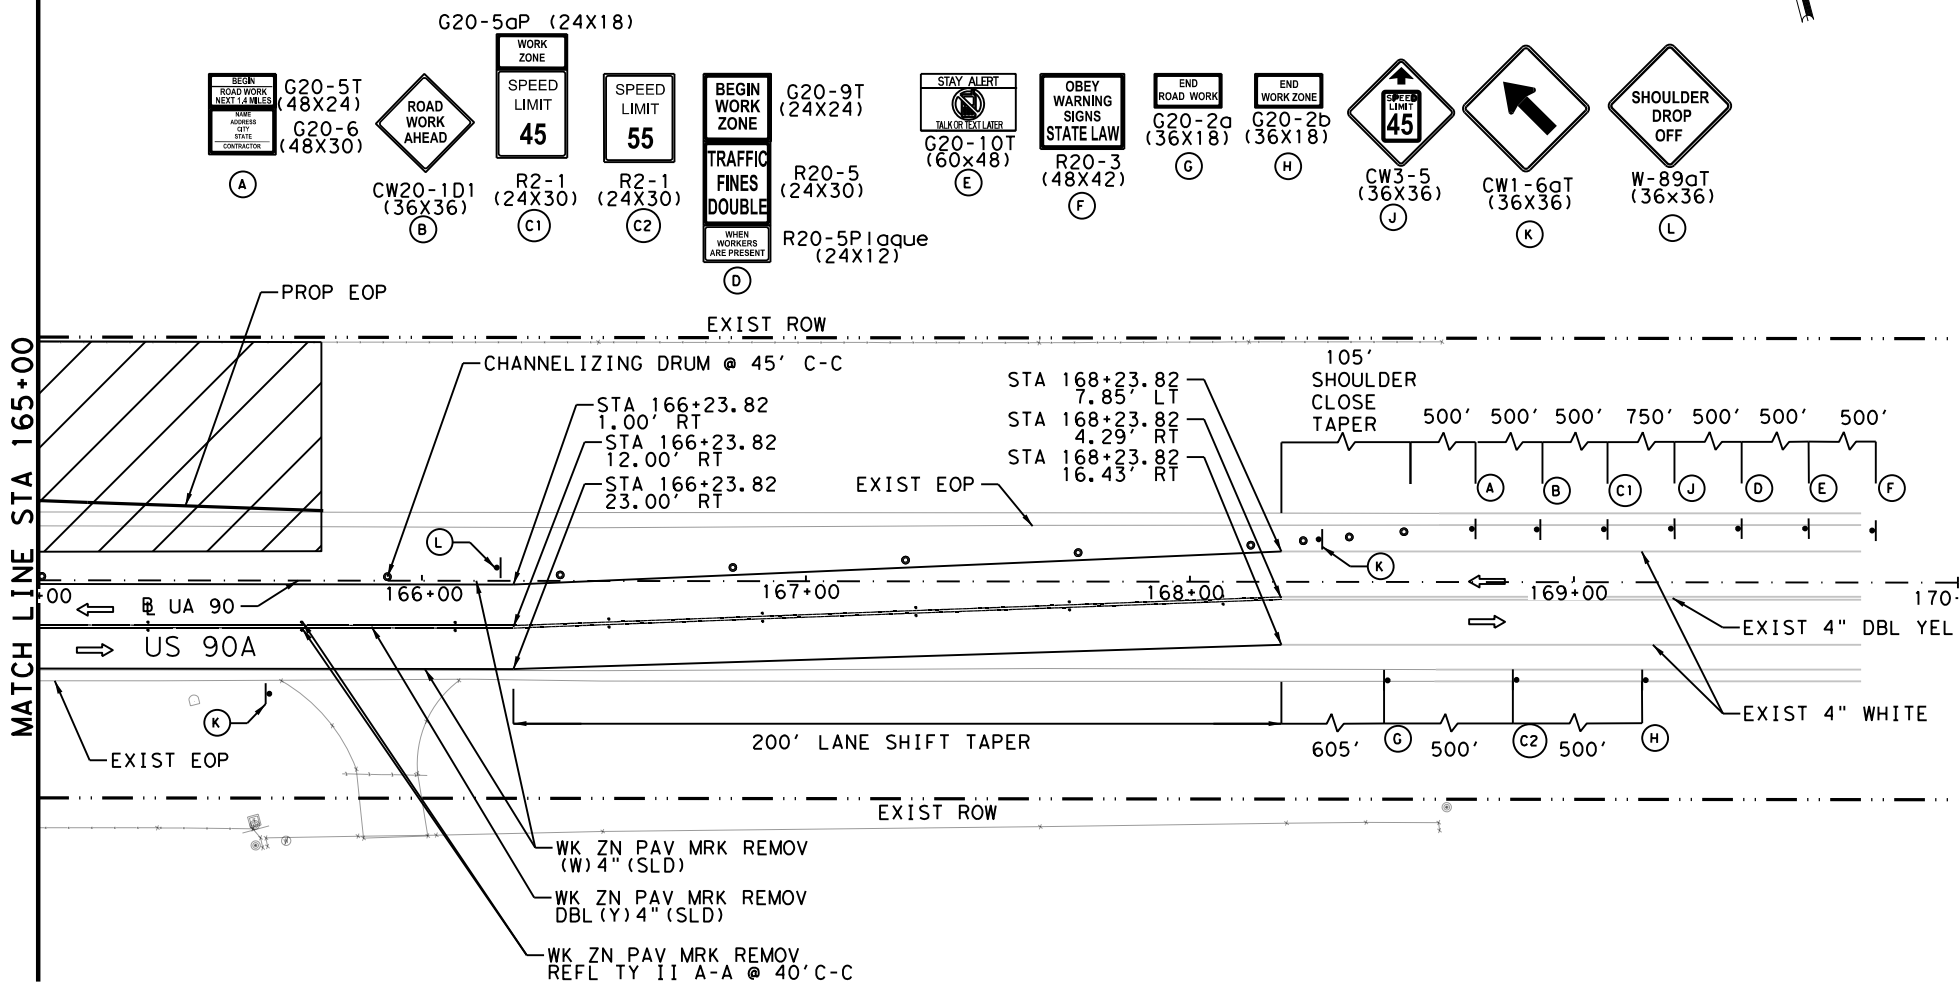 G20-5aP (24X18)
BEGIN
ROAD WORK
NEXT 1.4 MILES
NAME
ADDRESS
CITY
STATE
CONTRACTOR
G20-5T
(48X24)
G20-6
(48X30)
A
ROAD
WORK
AHEAD
CW20-1D1
(36X36)
B
WORK
ZONE
SPEED
LIMIT
45
R2-1
(24X30)
C1
SPEED
LIMIT
55
R2-1
(24X30)
C2
BEGIN
WORK
ZONE
TRAFFIC
FINES
DOUBLE
WHEN
WORKERS
ARE PRESENT
G20-9T
(24X24)
R20-5
(24X30)
R20-5Plaque
(24X12)
D
STAY ALERT
TALK OR TEXT LATER
G20-10T
(60x48)
E
OBEY
WARNING
SIGNS
STATE LAW
R20-3
(48X42)
F
END
ROAD WORK
G20-2a
(36X18)
G
END
WORK ZONE
G20-2b
(36X18)
H
SPEED
LIMIT
45
CW3-5
(36X36)
J
CW1-6aT
(36X36)
K
SHOULDER
DROP
OFF
W-89aT
(36x36)
L
PROP EOP
EXIST ROW
MATCH LINE STA 165+00
CHANNELIZING DRUM @ 45' C-C
STA 166+23.82
1.00' RT
STA 166+23.82
12.00' RT
STA 166+23.82
23.00' RT
EXIST EOP
STA 168+23.82
7.85' LT
STA 168+23.82
4.29' RT
STA 168+23.82
16.43' RT
105'
SHOULDER
CLOSE
TAPER
500' 500' 500' 750' 500' 500' 500'
A B C1 J D E F
L
K
+00 166+00 167+00 168+00 169+00 170
BL UA 90
US 90A
EXIST 4" DBL YEL
EXIST 4" WHITE
K
EXIST EOP
200' LANE SHIFT TAPER
605' G 500' C2 500' H
EXIST ROW
WK ZN PAV MRK REMOV
(W)4"(SLD)
WK ZN PAV MRK REMOV
DBL(Y)4"(SLD)
WK ZN PAV MRK REMOV
REFL TY II A-A @ 40'C-C